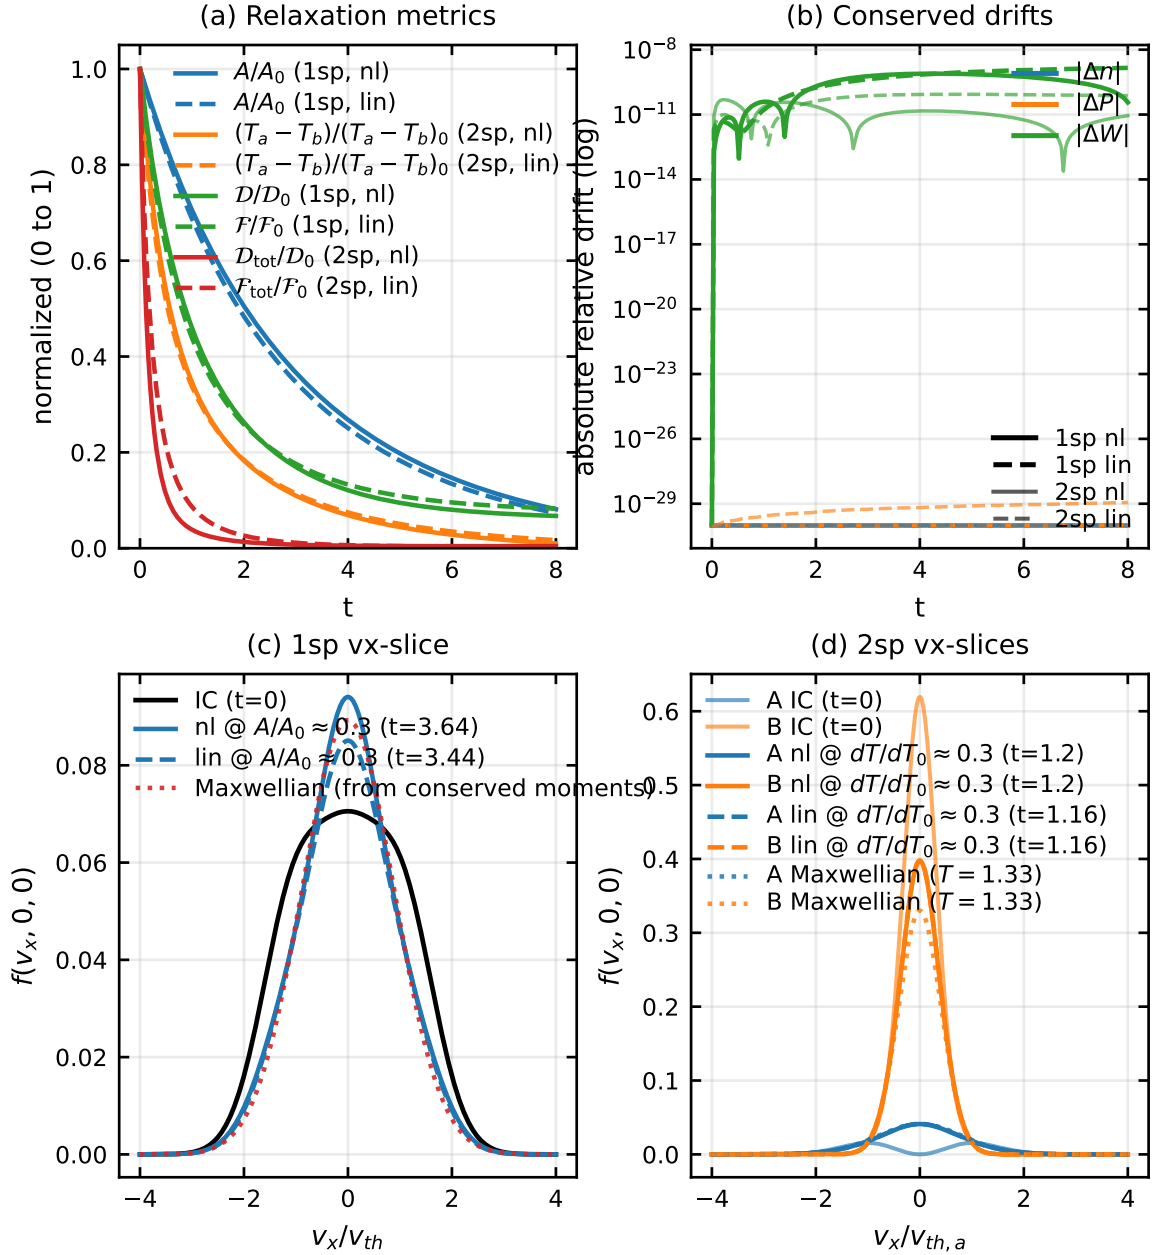 (a) Relaxation metrics
normalized (0 to 1)
1.0
0.8
0.6
0.4
0.2
0.0
A/A₀ (1sp, nl)
A/A₀ (1sp, lin)
(Tₐ − T_b)/(Tₐ − T_b)₀ (2sp, nl)
(Tₐ − T_b)/(Tₐ − T_b)₀ (2sp, lin)
𝒟/𝒟₀ (1sp, nl)
ℱ/ℱ₀ (1sp, lin)
𝒟_tot/𝒟₀ (2sp, nl)
ℱ_tot/ℱ₀ (2sp, lin)
0 2 4 6 8
t
(b) Conserved drifts
absolute relative drift (log)
10⁻⁸
10⁻¹¹
10⁻¹⁴
10⁻¹⁷
10⁻²⁰
10⁻²³
10⁻²⁶
10⁻²⁹
|Δn|
|ΔP|
|ΔW|
1sp nl
1sp lin
2sp nl
2sp lin
0 2 4 6 8
t
(c) 1sp vx-slice
f(vₓ, 0, 0)
0.08
0.06
0.04
0.02
0.00
IC (t=0)
nl @ A/A₀ ≈ 0.3 (t=3.64)
lin @ A/A₀ ≈ 0.3 (t=3.44)
Maxwellian (from conserved moments)
−4 −2 0 2 4
vₓ/v_th
(d) 2sp vx-slices
f(vₓ, 0, 0)
0.6
0.5
0.4
0.3
0.2
0.1
0.0
A IC (t=0)
B IC (t=0)
A nl @ dT/dT₀ ≈ 0.3 (t=1.2)
B nl @ dT/dT₀ ≈ 0.3 (t=1.2)
A lin @ dT/dT₀ ≈ 0.3 (t=1.16)
B lin @ dT/dT₀ ≈ 0.3 (t=1.16)
A Maxwellian (T = 1.33)
B Maxwellian (T = 1.33)
−4 −2 0 2 4
vₓ/v_th,a